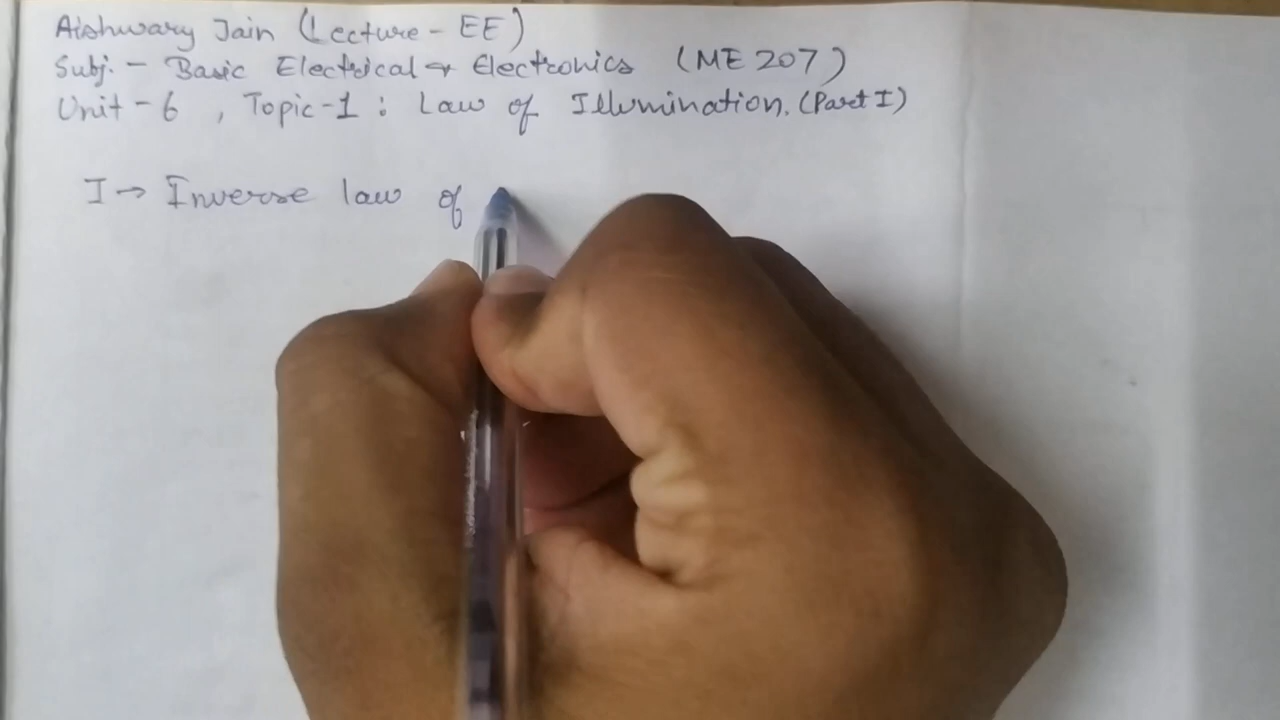 Aishwary Jain (Lecture - EE)
Subj. - Basic Electrical & Electronics (ME 207)
Unit - 6 , Topic-1 : Law of Illumination. (Part I)
I → Inverse law of